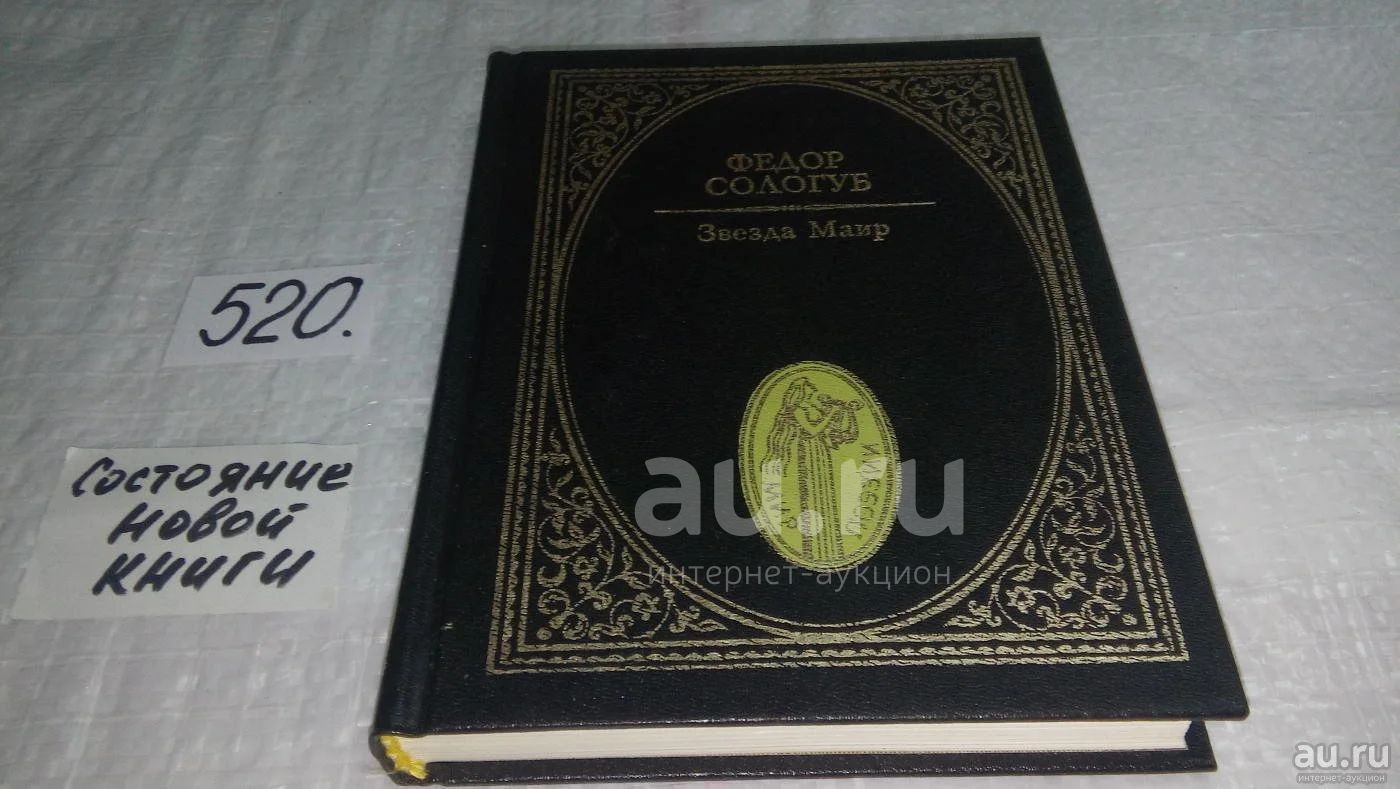 ФЕДОР
СОЛОГУБ
Звезда Маир
520.
Состояние
новой
книги
au.ru
интернет-аукцион
au.ru
интернет-аукцион